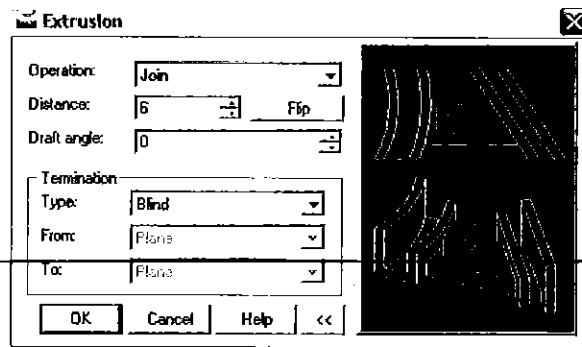 Extrusion
Operation: Join
Distance: 6 Flip
Draft angle: 0
Termination
Type: Blind
From: Plane
To: Plane
OK Cancel Help <<